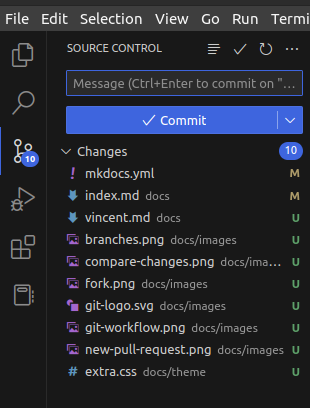 File Edit Selection View Go Run Termi
SOURCE CONTROL
Message (Ctrl+Enter to commit on "...
Commit
Changes 10
10
mkdocs.yml M
index.md docs M
vincent.md docs U
branches.png docs/images U
compare-changes.png docs/ima... U
fork.png docs/images U
git-logo.svg docs/images U
git-workflow.png docs/images U
new-pull-request.png docs/images U
extra.css docs/theme U